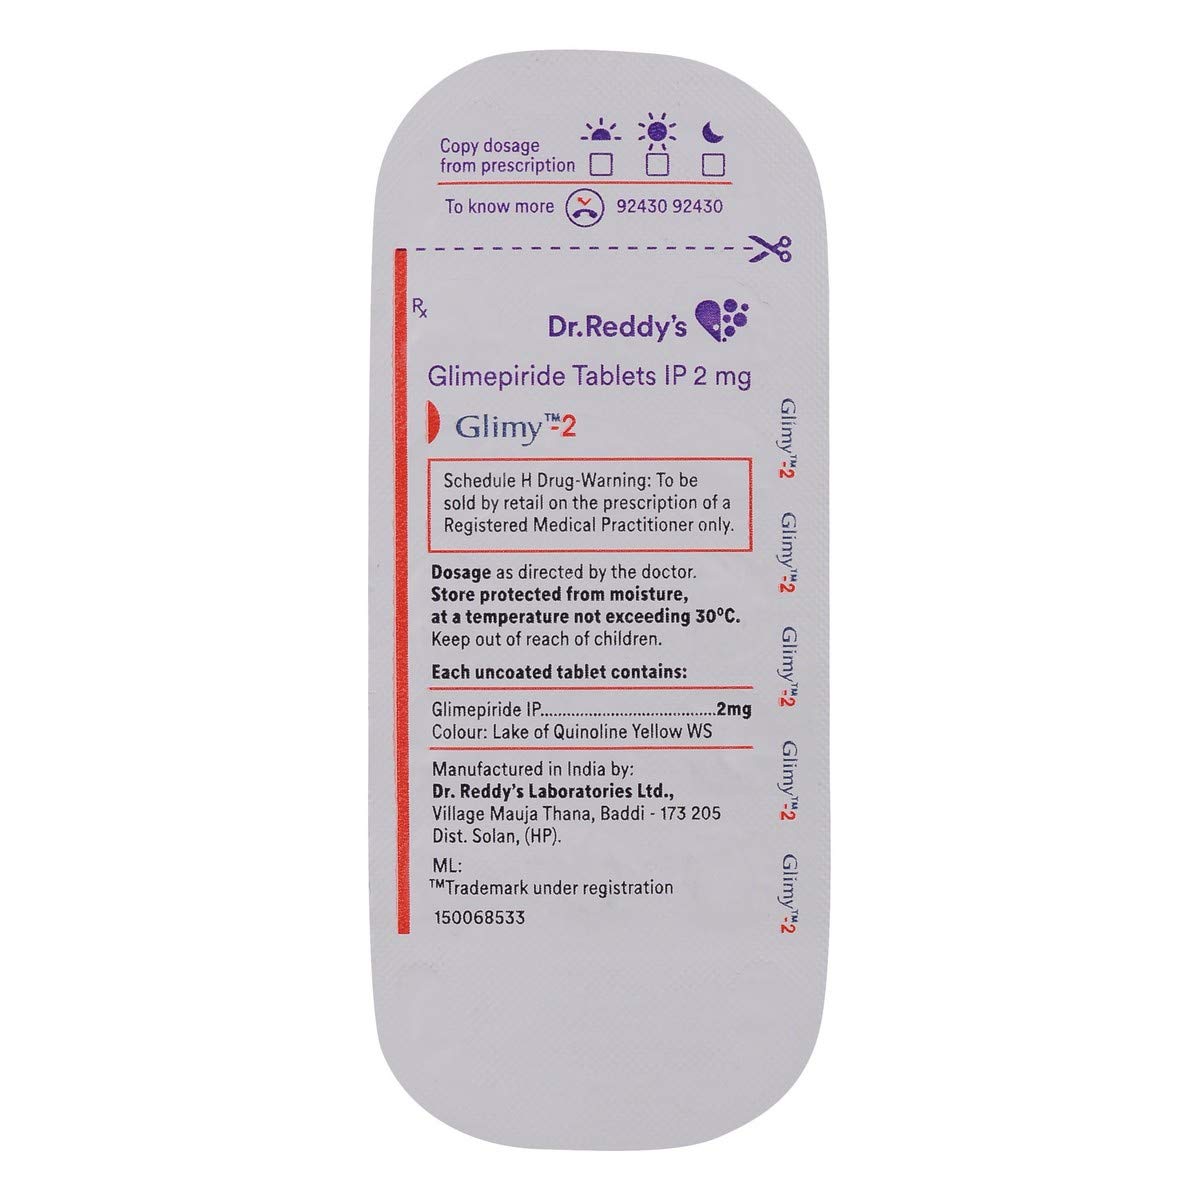 Copy dosage
from prescription
To know more 92430 92430
Rx
Dr.Reddy's
Glimepiride Tablets IP 2 mg
Glimy™-2
Schedule H Drug-Warning: To be
sold by retail on the prescription of a
Registered Medical Practitioner only.
Dosage as directed by the doctor.
Store protected from moisture,
at a temperature not exceeding 30ºC.
Keep out of reach of children.
Each uncoated tablet contains:
Glimepiride IP.....................................2mg
Colour: Lake of Quinoline Yellow WS
Manufactured in India by:
Dr. Reddy's Laboratories Ltd.,
Village Mauja Thana, Baddi - 173 205
Dist. Solan, (HP).
ML:
™Trademark under registration
150068533
Glimy™-2
Glimy™-2
Glimy™-2
Glimy™-2
Glimy™-2